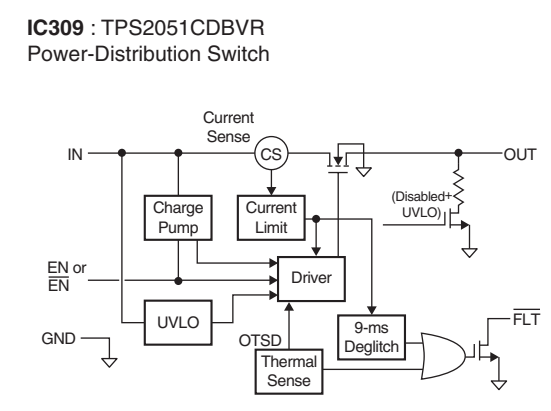 IC309 : TPS2051CDBVR
Power-Distribution Switch
Current
Sense
IN
CS
OUT
(Disabled+
UVLO)
Charge
Pump
Current
Limit
EN or
EN
Driver
UVLO
GND
OTSD
Thermal
Sense
9-ms
Deglitch
FLT